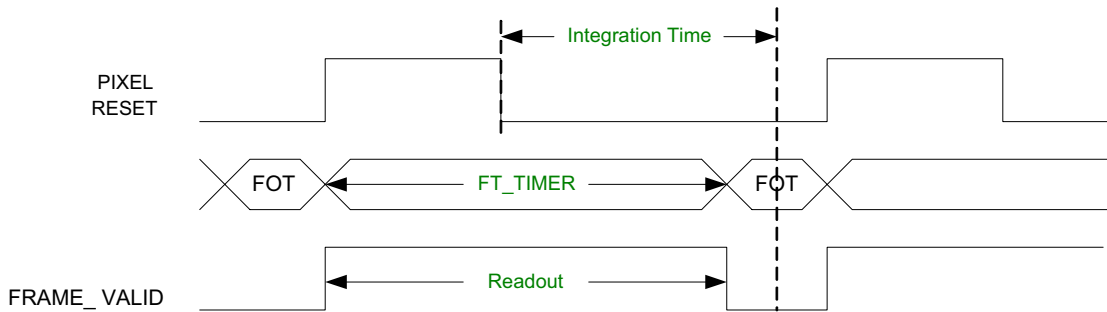 Integration Time
PIXEL
RESET
FOT
FT_TIMER
FOT
Readout
FRAME_ VALID